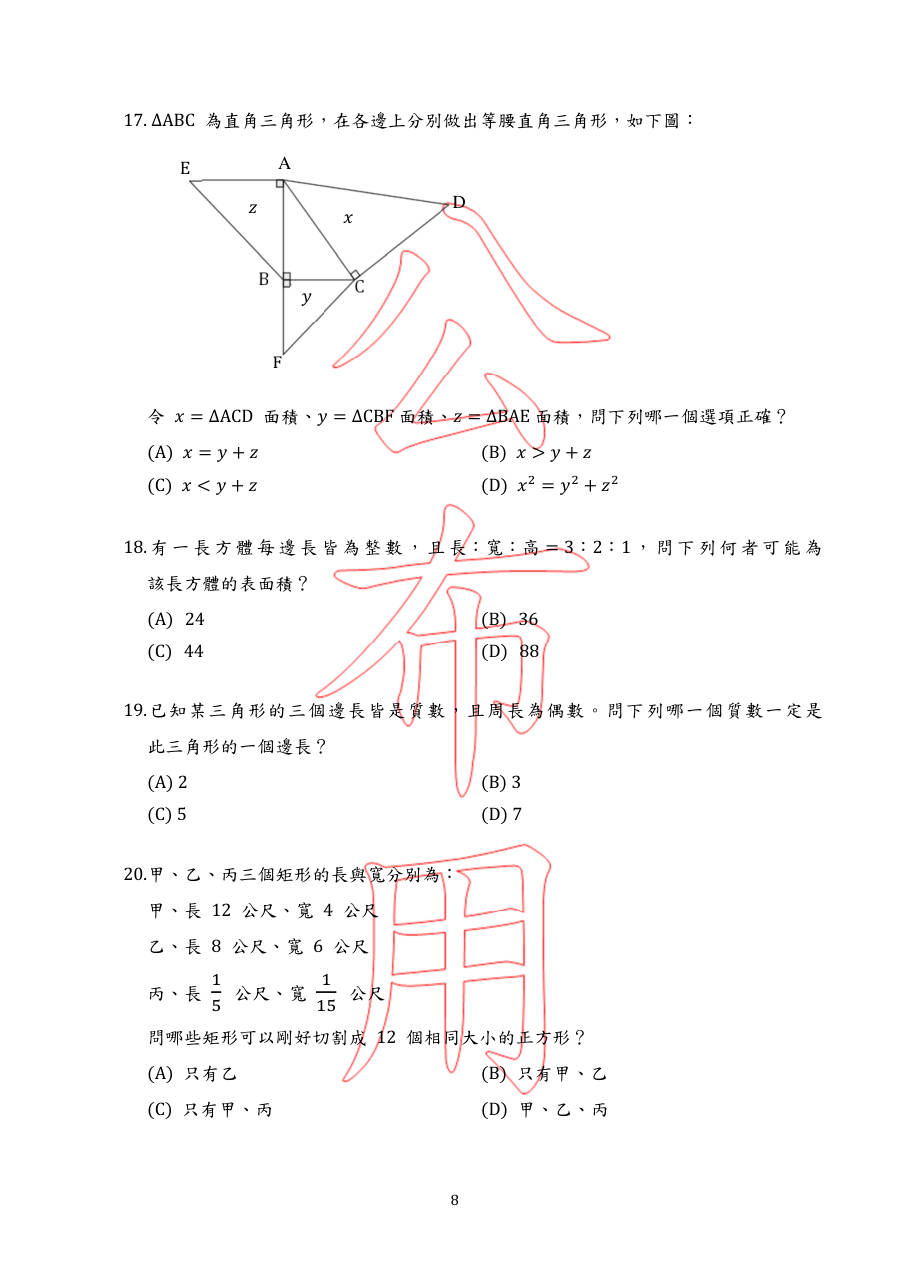 17. ∆ABC 為直角三角形，在各邊上分別做出等腰直角三角形，如下圖：
E A
D
z x
B C
y
F
令 x = ∆ACD 面積、y = ∆CBF 面積、z = ∆BAE 面積，問下列哪一個選項正確？
(A) x = y + z (B) x > y + z
(C) x < y + z (D) x² = y² + z²
18. 有一長方體每邊長皆為整數，且長：寬：高 = 3：2：1，問下列何者可能為
該長方體的表面積？
(A) 24 (B) 36
(C) 44 (D) 88
19. 已知某三角形的三個邊長皆是質數，且周長為偶數。問下列哪一個質數一定是
此三角形的一個邊長？
(A) 2 (B) 3
(C) 5 (D) 7
20. 甲、乙、丙三個矩形的長與寬分別為：
甲、長 12 公尺、寬 4 公尺
乙、長 8 公尺、寬 6 公尺
丙、長 1/5 公尺、寬 1/15 公尺
問哪些矩形可以剛好切割成 12 個相同大小的正方形？
(A) 只有乙 (B) 只有甲、乙
(C) 只有甲、丙 (D) 甲、乙、丙
公布用
8